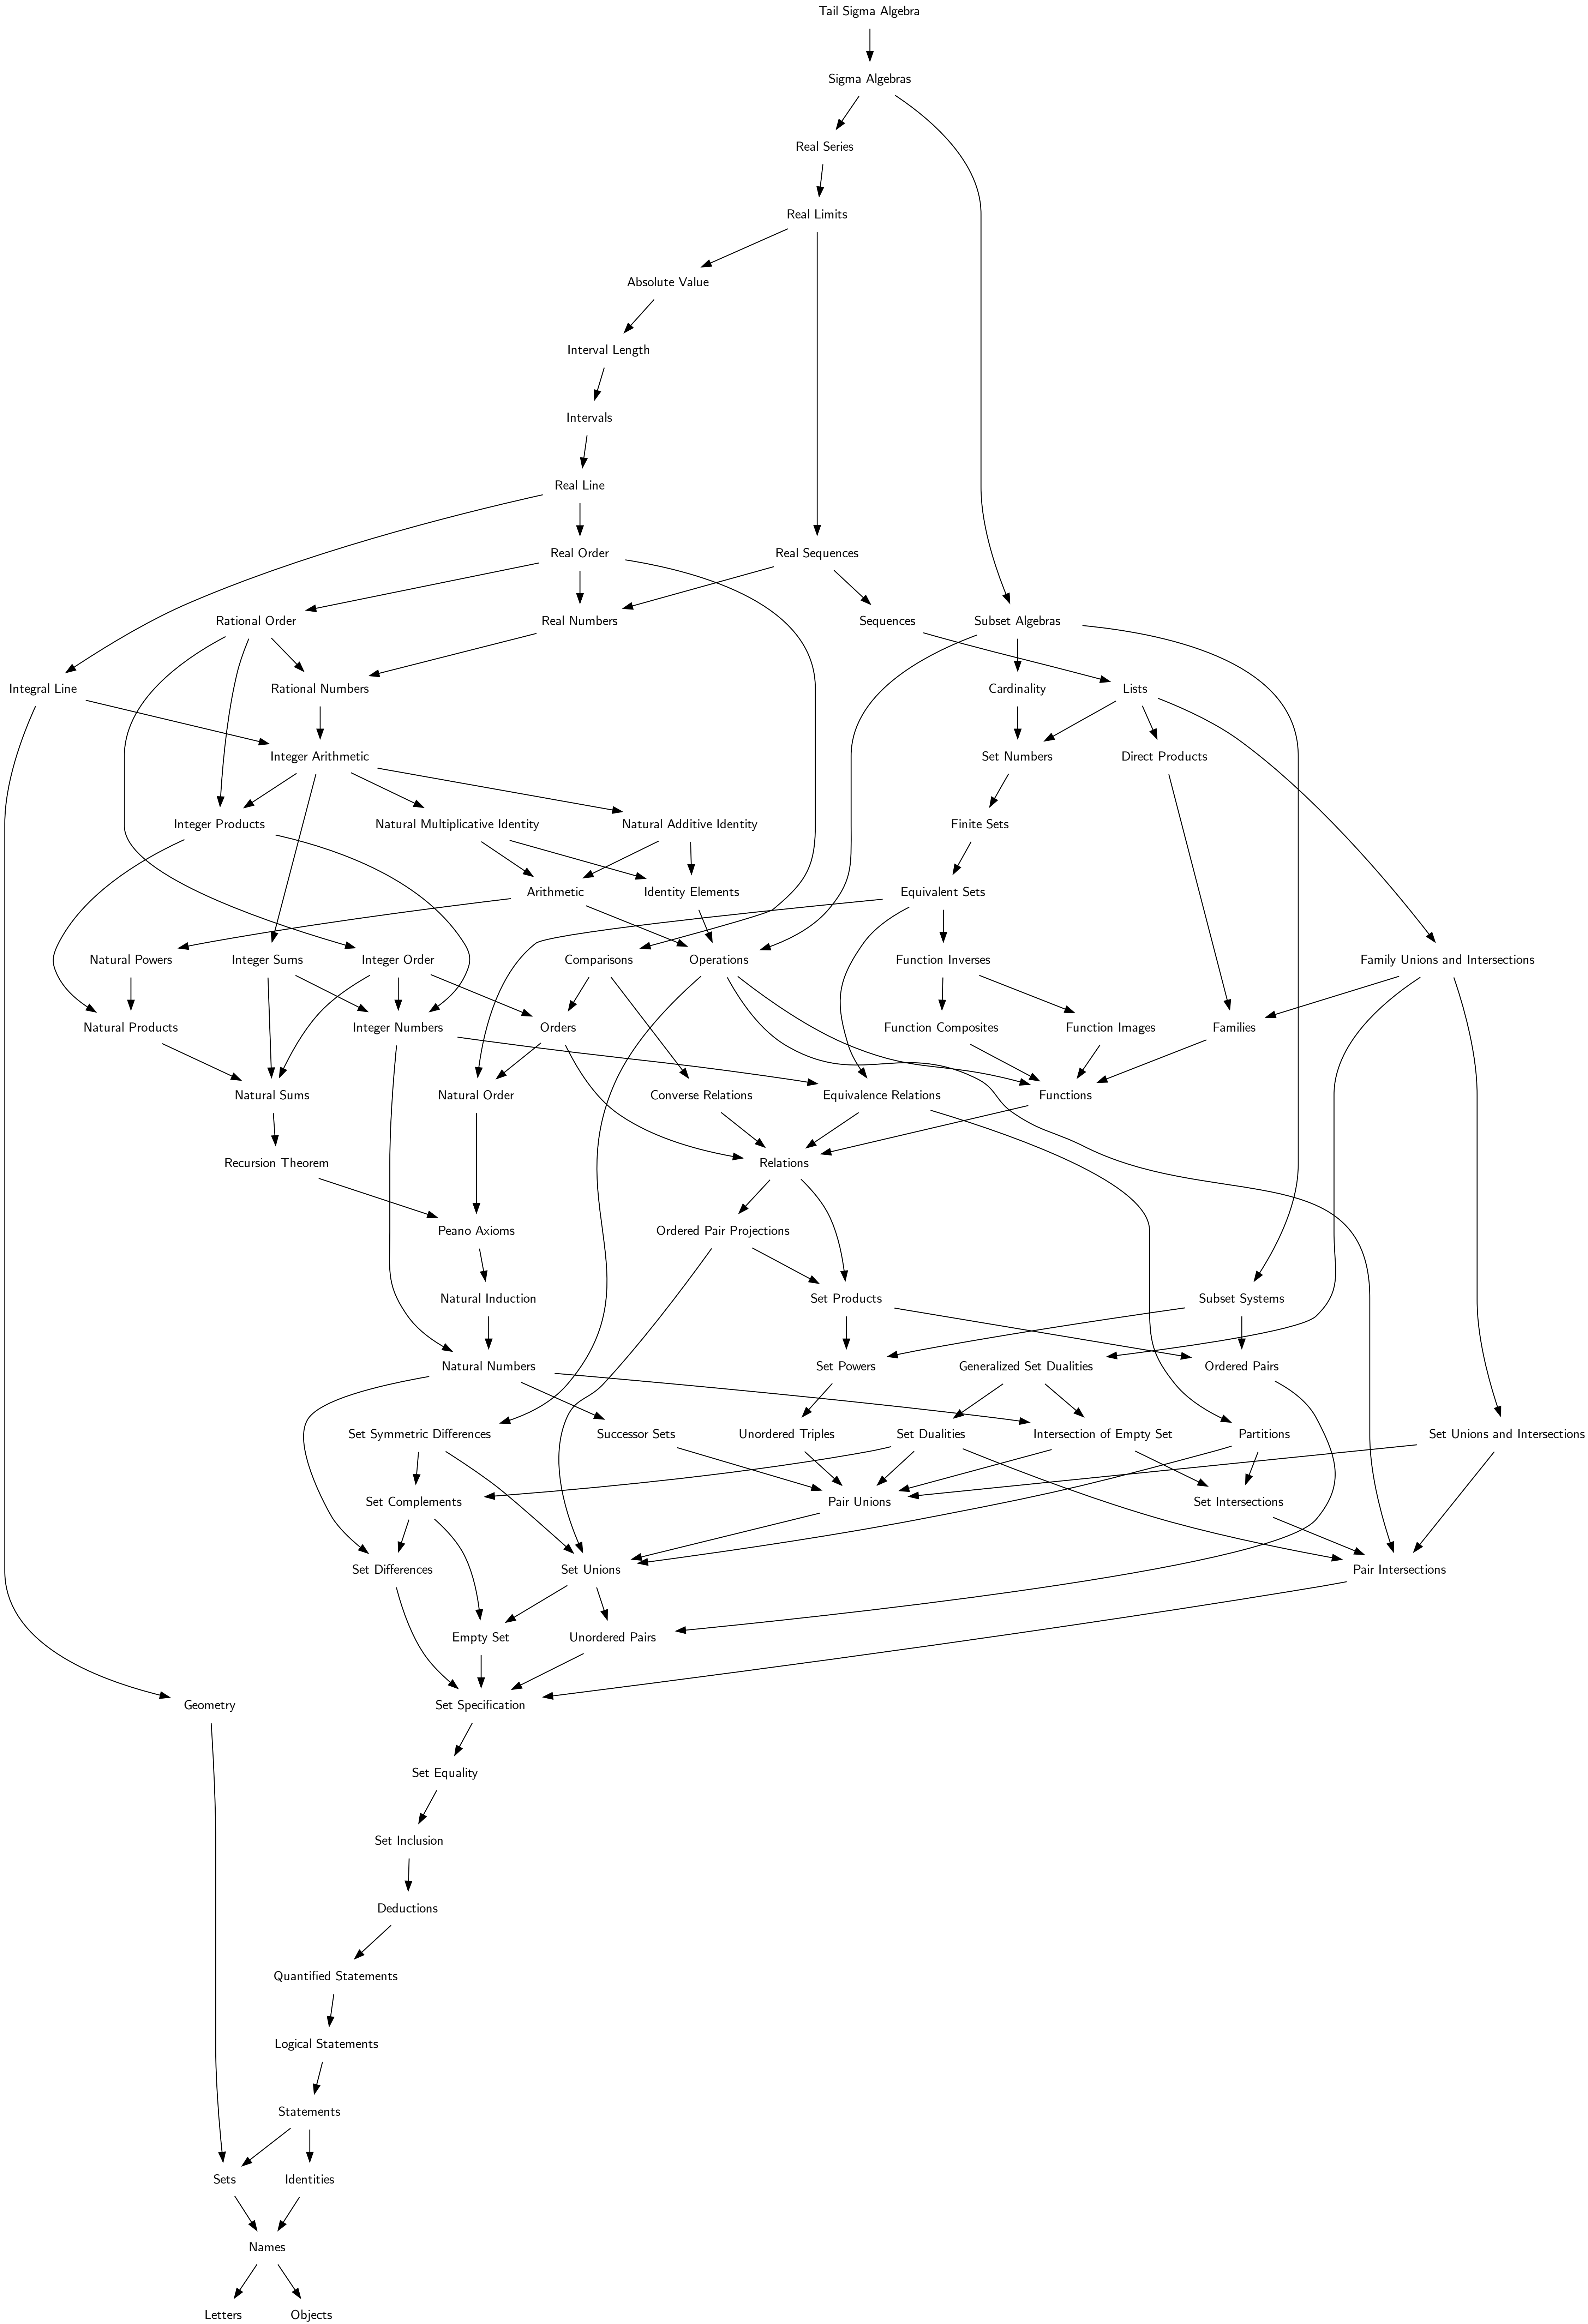 Tail Sigma Algebra
Sigma Algebras
Real Series
Real Limits
Absolute Value
Interval Length
Intervals
Real Line
Real Order
Real Sequences
Rational Order
Real Numbers
Sequences
Subset Algebras
Integral Line
Rational Numbers
Cardinality
Lists
Integer Arithmetic
Set Numbers
Direct Products
Integer Products
Natural Multiplicative Identity
Natural Additive Identity
Finite Sets
Arithmetic
Identity Elements
Equivalent Sets
Natural Powers
Integer Sums
Integer Order
Comparisons
Operations
Function Inverses
Family Unions and Intersections
Natural Products
Integer Numbers
Orders
Function Composites
Function Images
Families
Natural Sums
Natural Order
Converse Relations
Equivalence Relations
Functions
Recursion Theorem
Relations
Peano Axioms
Ordered Pair Projections
Natural Induction
Set Products
Subset Systems
Natural Numbers
Set Powers
Generalized Set Dualities
Ordered Pairs
Set Symmetric Differences
Successor Sets
Unordered Triples
Set Dualities
Intersection of Empty Set
Partitions
Set Unions and Intersections
Set Complements
Pair Unions
Set Intersections
Set Differences
Set Unions
Pair Intersections
Empty Set
Unordered Pairs
Geometry
Set Specification
Set Equality
Set Inclusion
Deductions
Quantified Statements
Logical Statements
Statements
Sets
Identities
Names
Letters
Objects